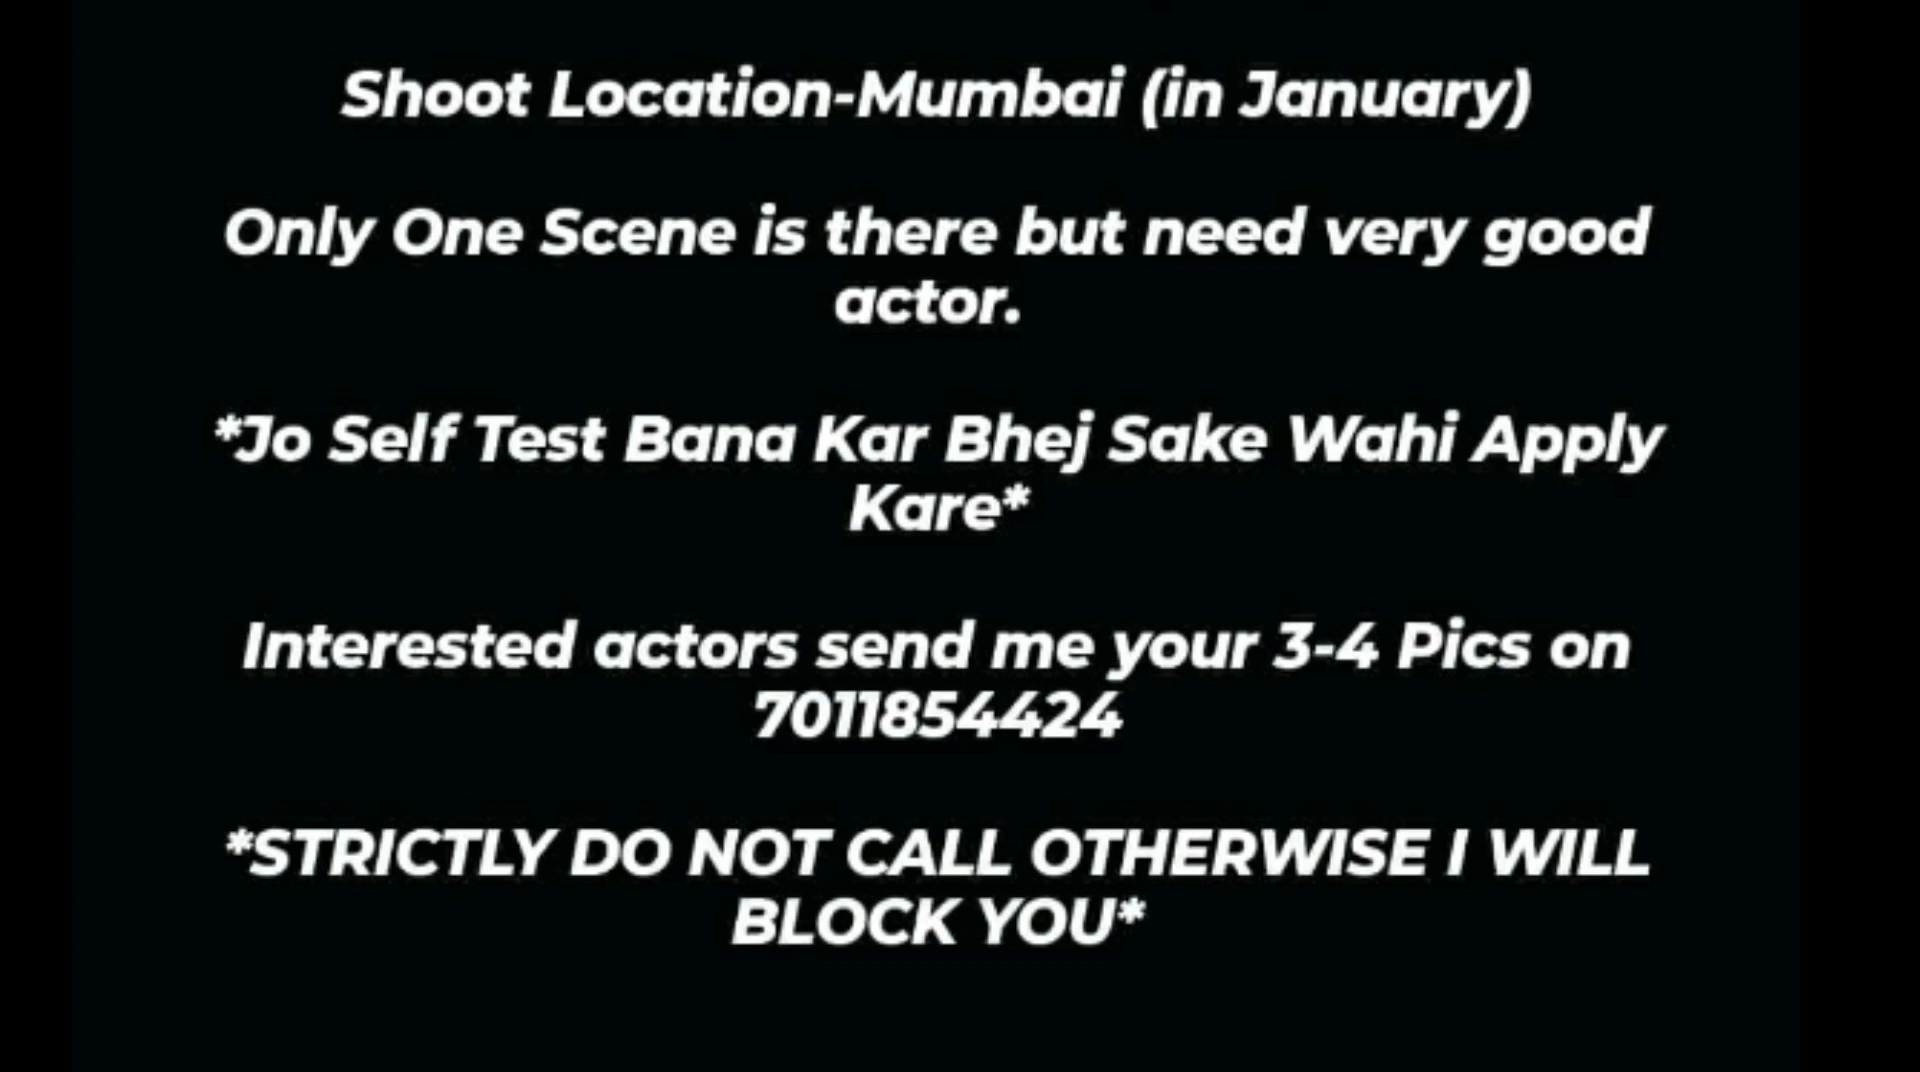 Shoot Location-Mumbai (in January)
Only One Scene is there but need very good
actor.
*Jo Self Test Bana Kar Bhej Sake Wahi Apply
Kare*
Interested actors send me your 3-4 Pics on
7011854424
*STRICTLY DO NOT CALL OTHERWISE I WILL
BLOCK YOU*